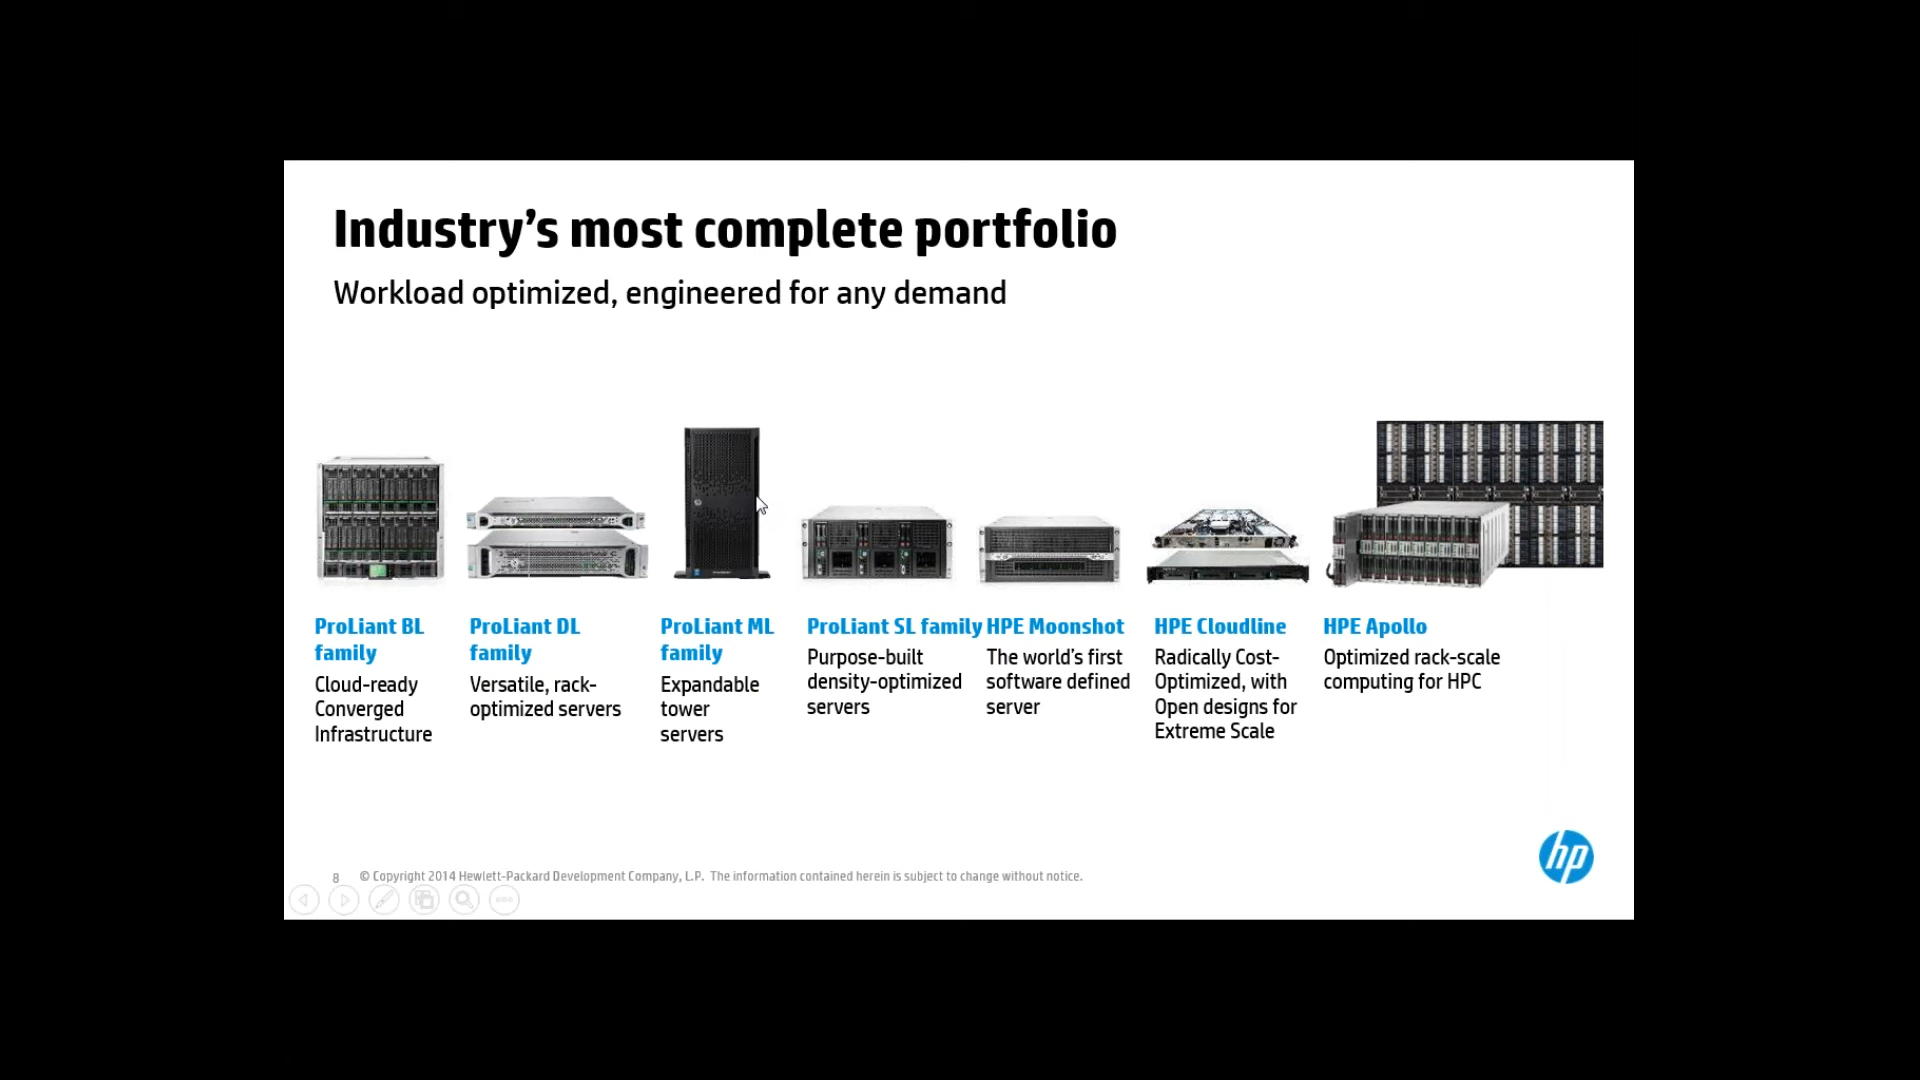 Industry’s most complete portfolio
Workload optimized, engineered for any demand
ProLiant BL
family
Cloud-ready
Converged
Infrastructure
ProLiant DL
family
Versatile, rack-
optimized servers
ProLiant ML
family
Expandable
tower
servers
ProLiant SL family
Purpose-built
density-optimized
servers
HPE Moonshot
The world’s first
software defined
server
HPE Cloudline
Radically Cost-
Optimized, with
Open designs for
Extreme Scale
HPE Apollo
Optimized rack-scale
computing for HPC
hp
8 © Copyright 2014 Hewlett-Packard Development Company, L.P. The information contained herein is subject to change without notice.